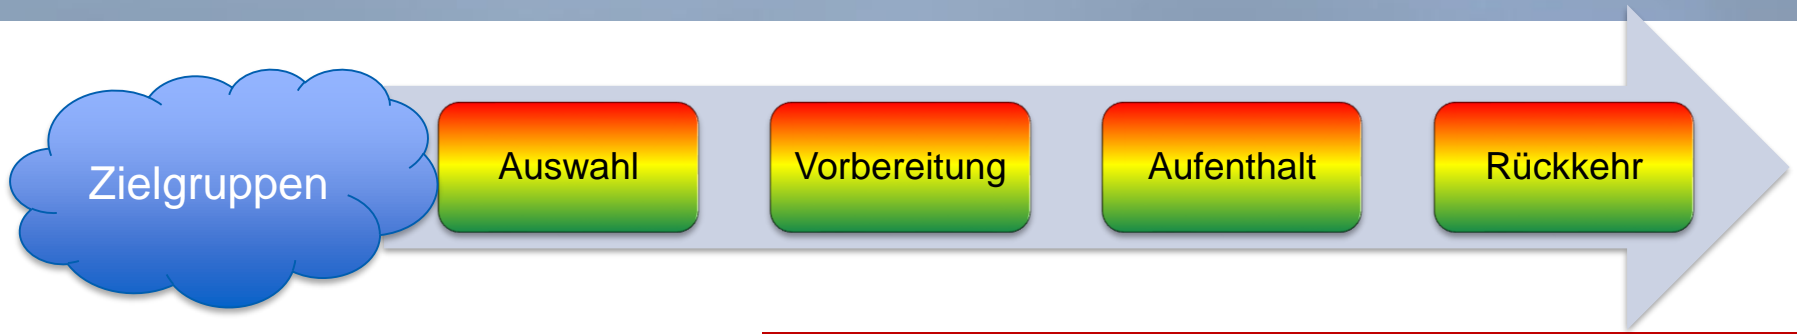 Zielgruppen
Auswahl
Vorbereitung
Aufenthalt
Rückkehr